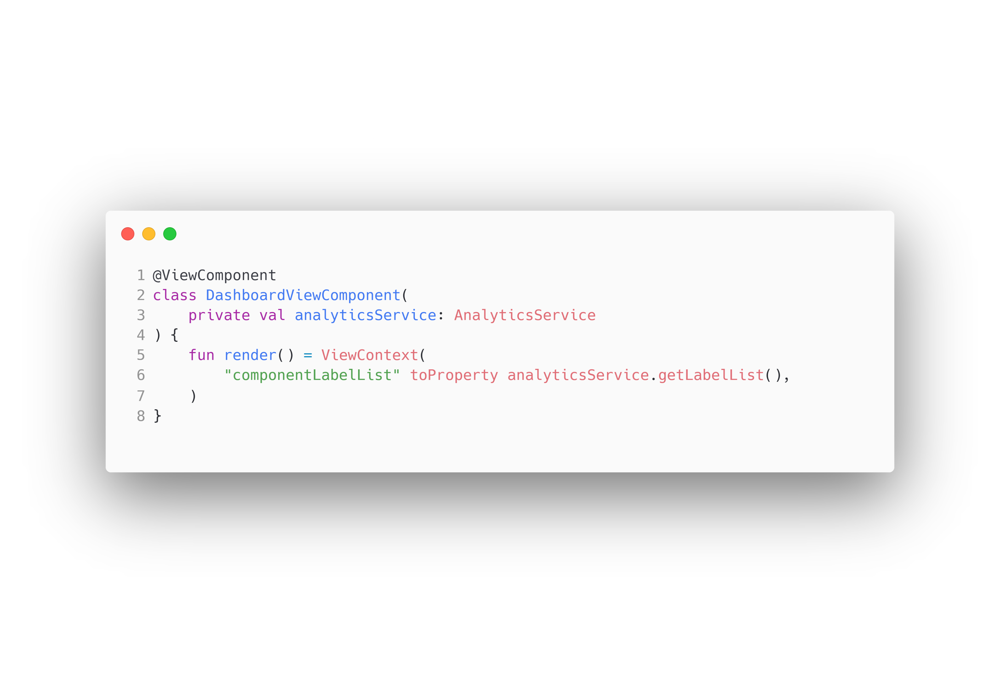 1 @ViewComponent
2 class DashboardViewComponent(
3     private val analyticsService: AnalyticsService
4 ) {
5     fun render() = ViewContext(
6         "componentLabelList" toProperty analyticsService.getLabelList(),
7     )
8 }